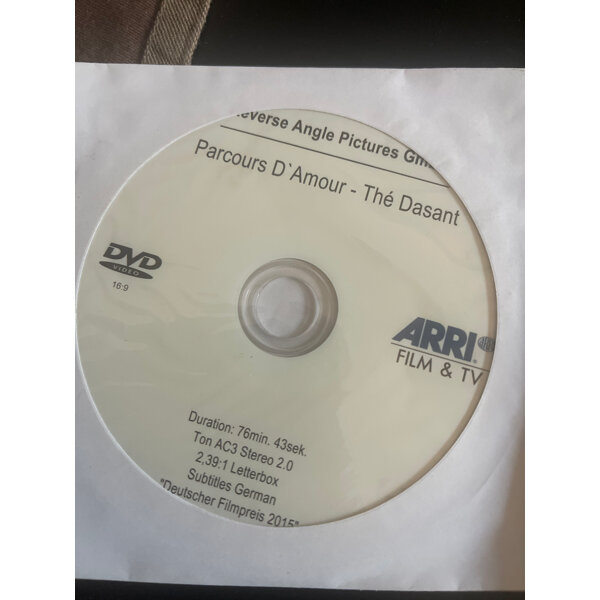 everse Angle Pictures Gm
Parcours D`Amour - Thé Dasant
DVD
VIDEO
16:9
ARRI
FILM & TV
Duration: 76min. 43sek.
Ton AC3 Stereo 2.0
2,39:1 Letterbox
Subtitles German
"Deutscher Filmpreis 2015"